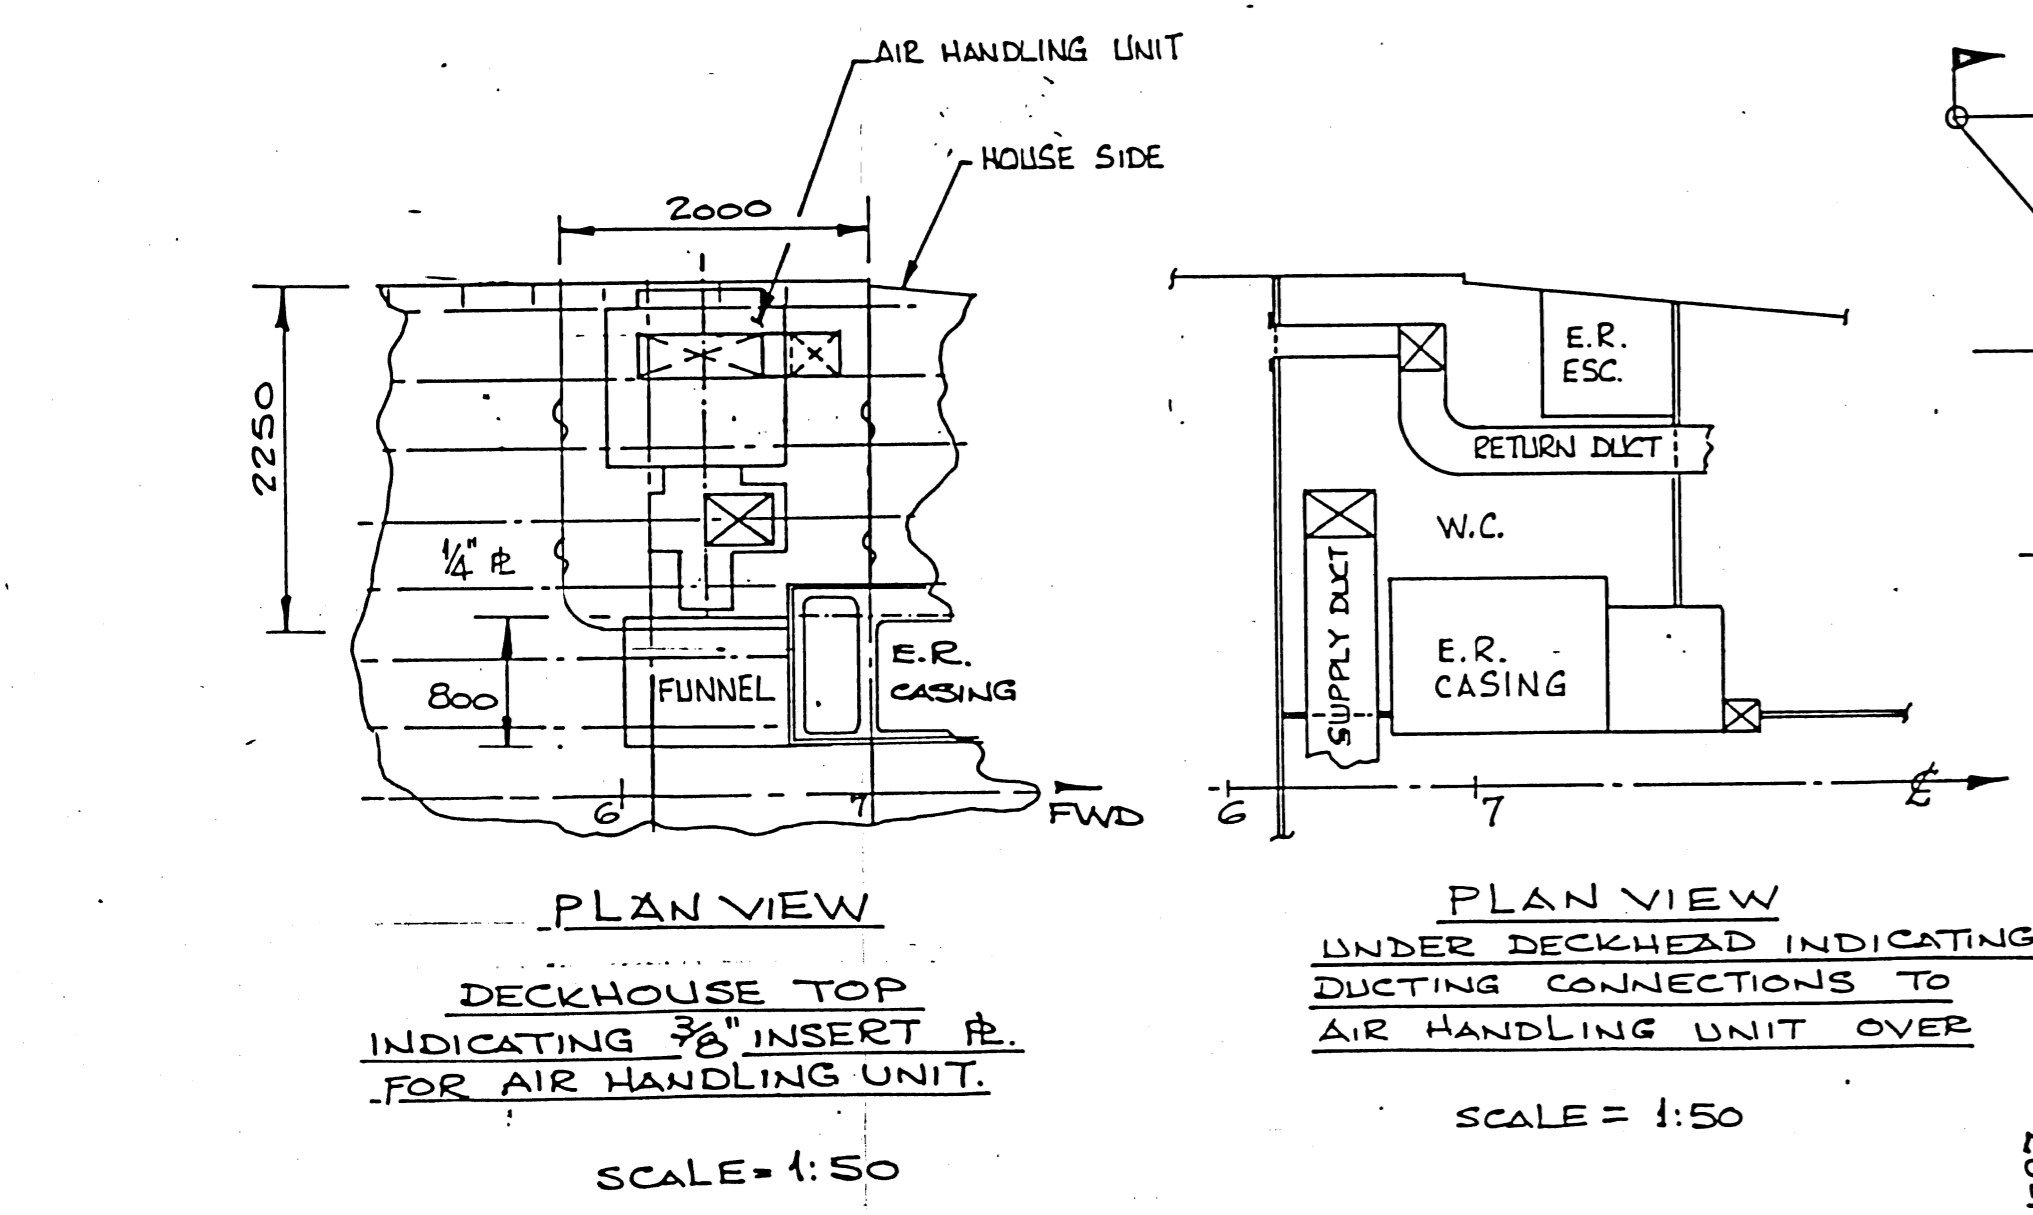 AIR HANDLING UNIT
HOUSE SIDE
2000
2250
1/4" ⅊
800
FUNNEL
E.R.
CASING
6
7
FWD
PLAN VIEW
DECKHOUSE TOP
INDICATING 3/8" INSERT ⅊.
FOR AIR HANDLING UNIT.
SCALE = 1:50
E.R.
ESC.
RETURN DUCT
W.C.
SUPPLY DUCT
E.R.
CASING
6
7
℄
PLAN VIEW
UNDER DECKHEAD INDICATING
DUCTING CONNECTIONS TO
AIR HANDLING UNIT OVER
SCALE = 1:50